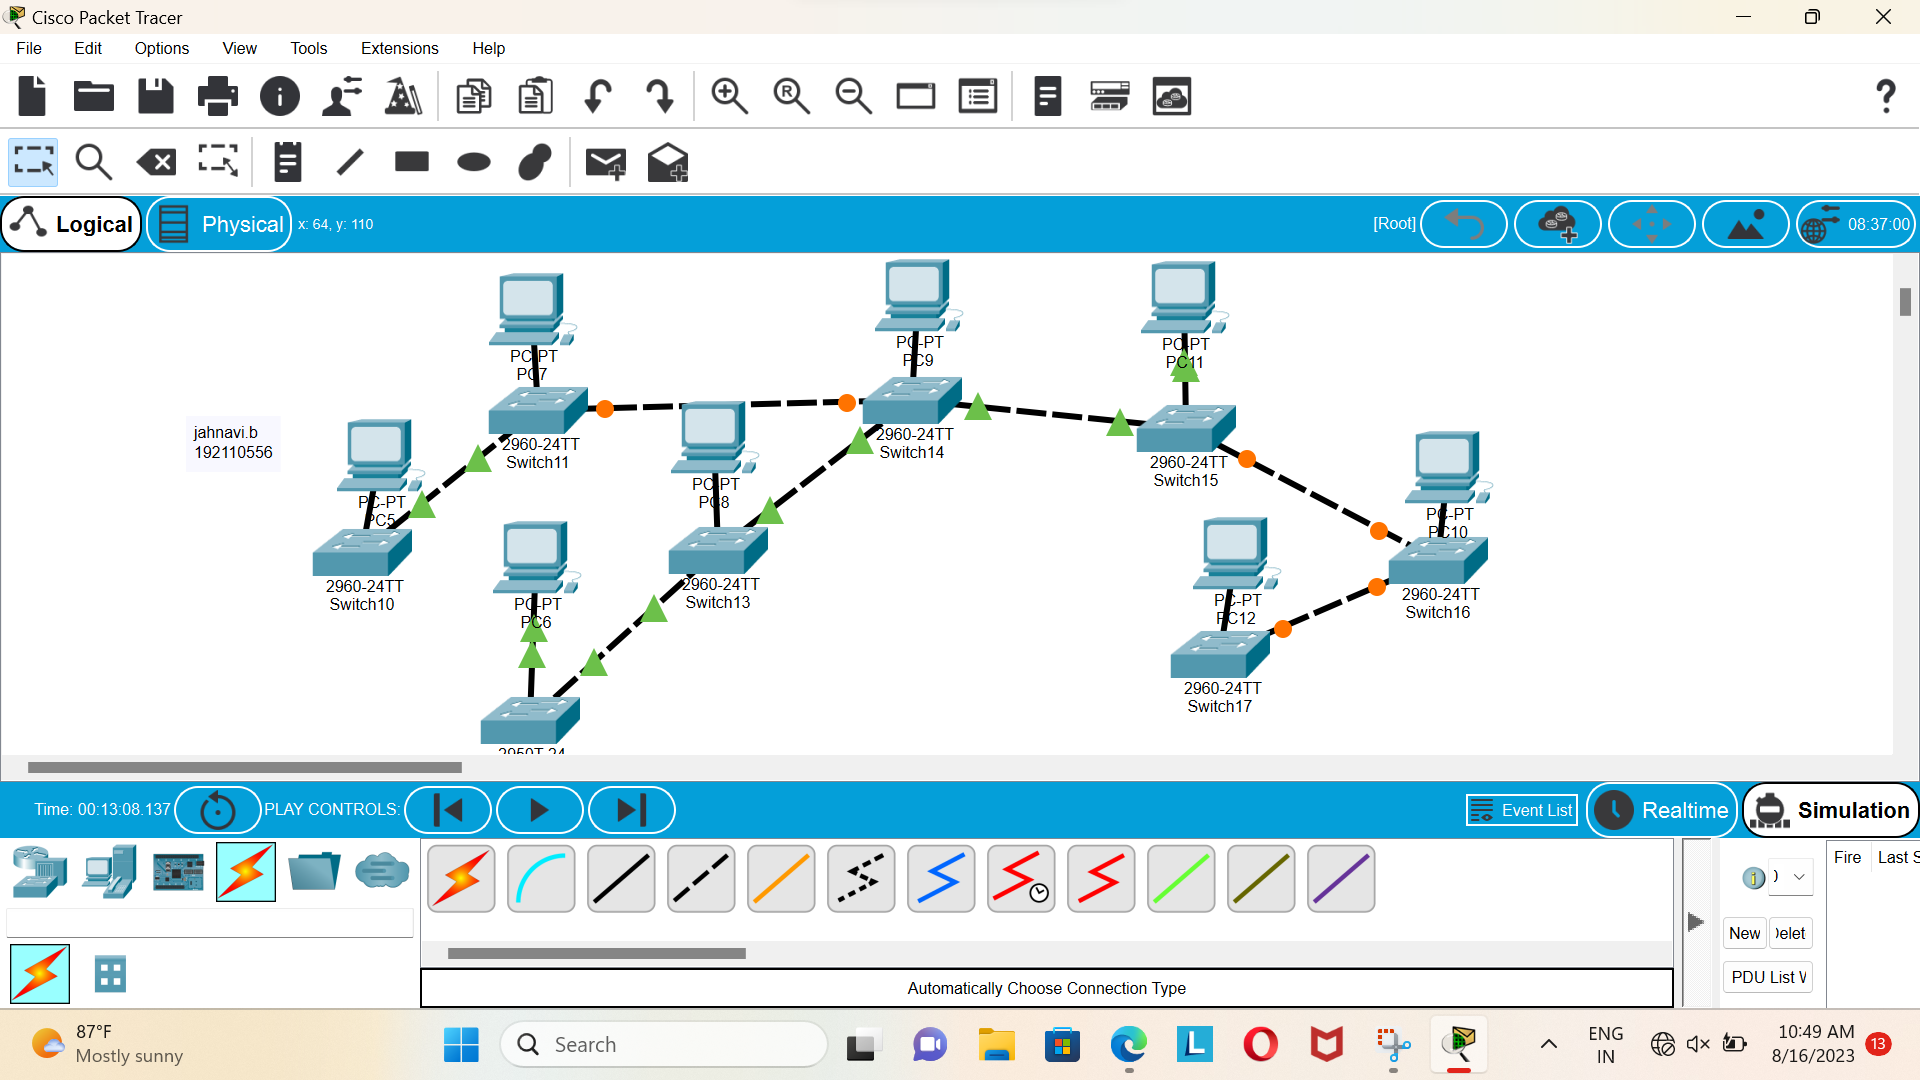 Cisco Packet Tracer
File Edit Options View Tools Extensions Help
Logical Physical x: 64, y: 110 [Root] 08:37:00
PC-PT
PC7
PC-PT
PC9
PC-PT
PC11
2960-24TT
Switch11
2960-24TT
Switch14
2960-24TT
Switch15
jahnavi.b
192110556
PC-PT
PC5
PC-PT
PC8
PC-PT
PC10
2960-24TT
Switch10
2960-24TT
Switch13
PC-PT
PC6
PC-PT
PC12
2960-24TT
Switch16
2960-24TT
Switch17
2950T-24
Time: 00:13:08.137 PLAY CONTROLS: Event List Realtime Simulation
Fire Last S
New
PDU List
Automatically Choose Connection Type
87°F
Mostly sunny
Search
ENG
IN
10:49 AM
8/16/2023
13